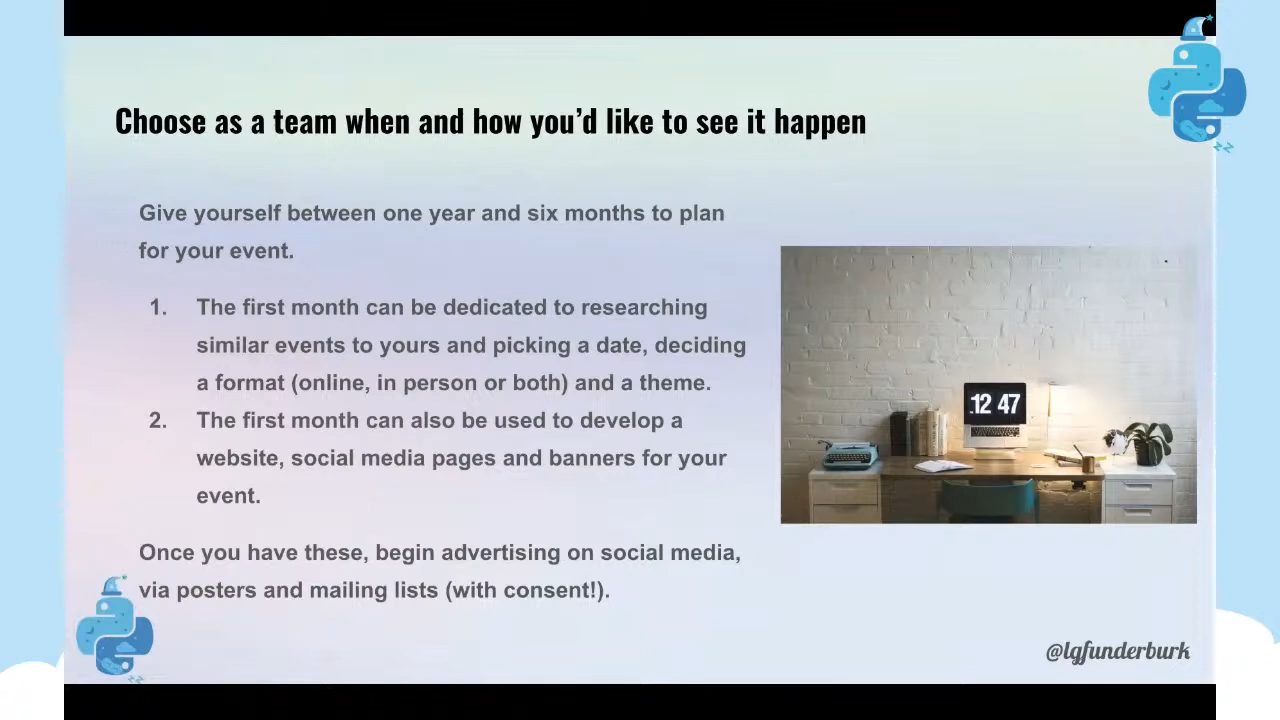 Choose as a team when and how you’d like to see it happen
Give yourself between one year and six months to plan
for your event.
1. The first month can be dedicated to researching
similar events to yours and picking a date, deciding
a format (online, in person or both) and a theme.
2. The first month can also be used to develop a
website, social media pages and banners for your
event.
12 47
Once you have these, begin advertising on social media,
via posters and mailing lists (with consent!).
@lgfunderburk
zz
zz